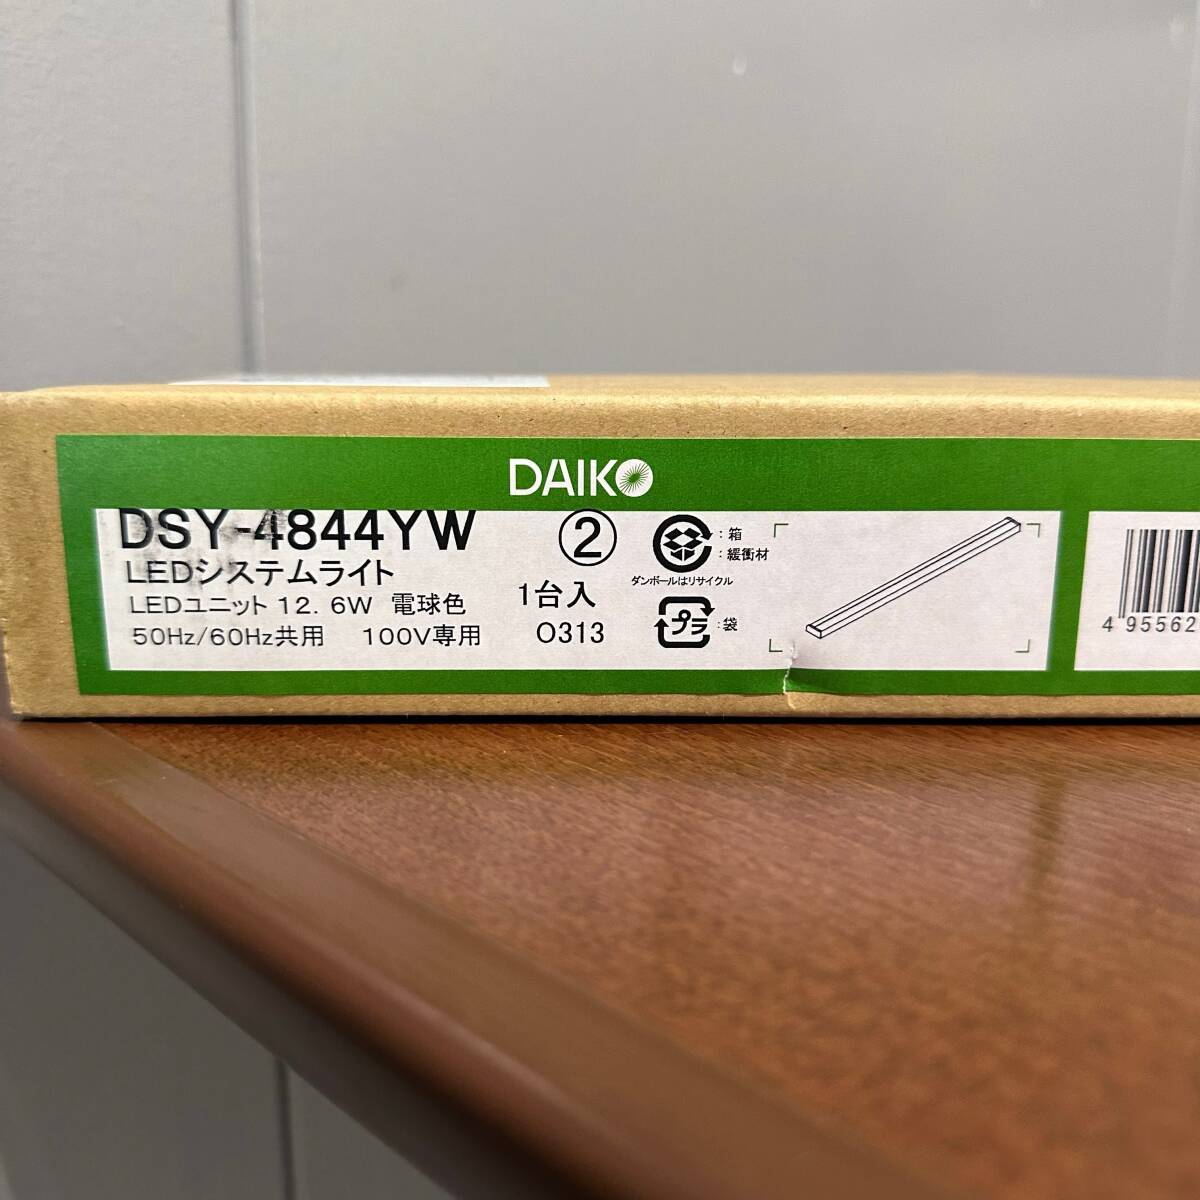 DAIKO
DSY-4844YW
②
LEDシステムライト
LEDユニット 12.6W 電球色
1台入
50Hz/60Hz共用 100V専用
0313
:箱
:緩衝材
ダンボールはリサイクル
プラ
:袋
4 95562